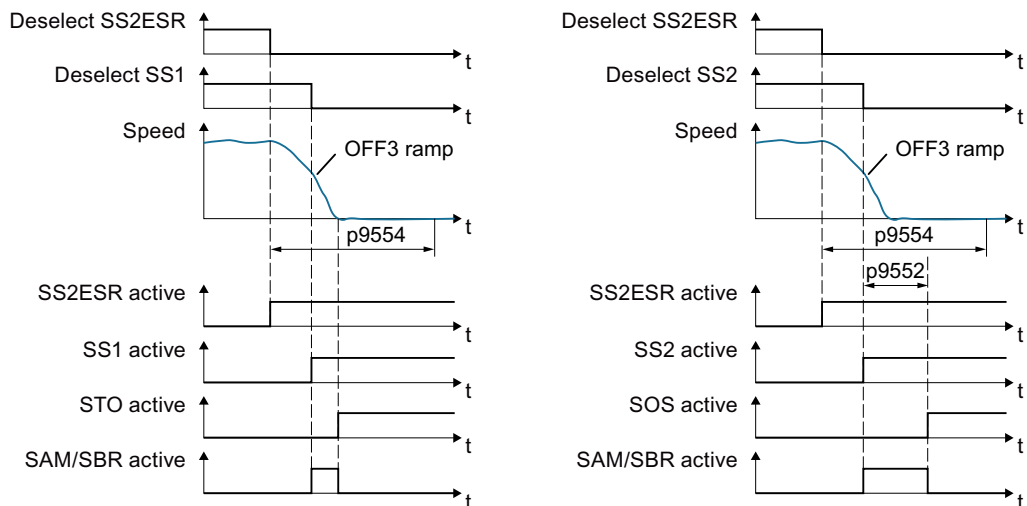 Deselect SS2ESR
t
Deselect SS1
t
Speed
OFF3 ramp
t
p9554
SS2ESR active
t
SS1 active
t
STO active
t
SAM/SBR active
t
Deselect SS2ESR
t
Deselect SS2
t
Speed
OFF3 ramp
t
p9554
p9552
SS2ESR active
t
SS2 active
t
SOS active
t
SAM/SBR active
t